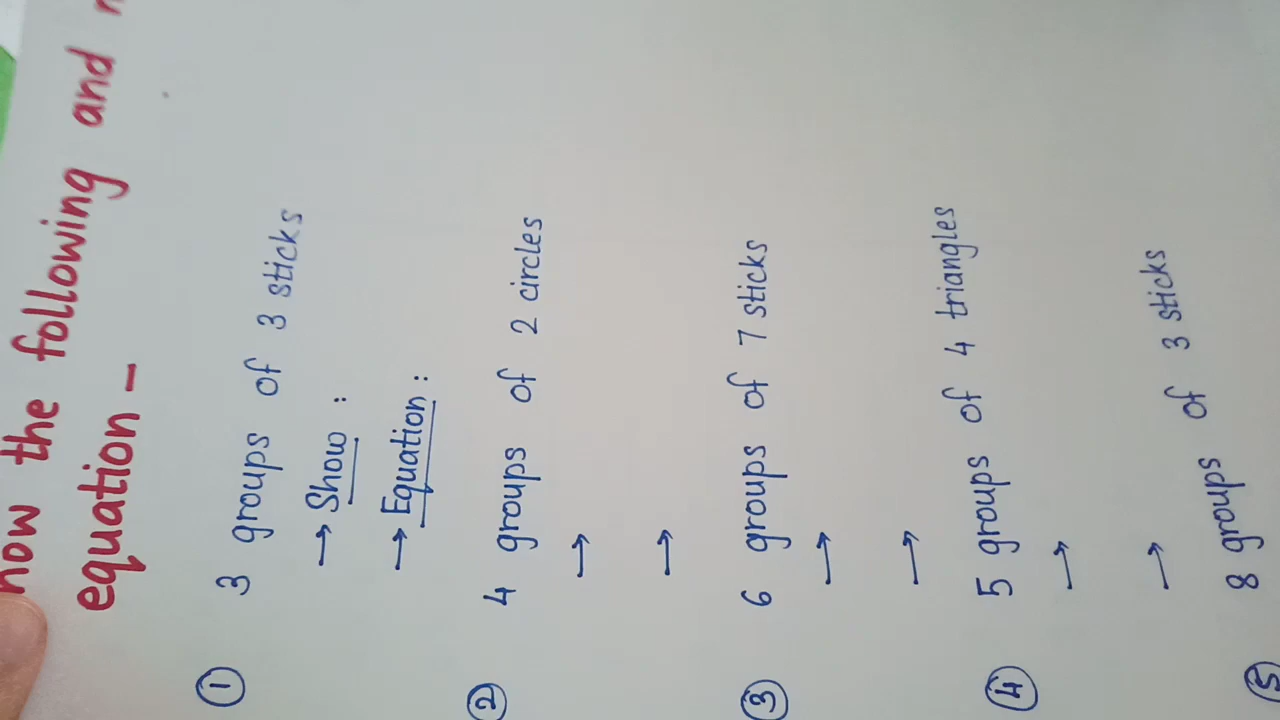 the following and
equation -
① 3 groups of 3 sticks
→ Show :
→ Equation :
② 4 groups of 2 circles
→
→
③ 6 groups of 7 sticks
→
→
④ 5 groups of 4 triangles
→
→
⑤ 8 groups of 3 sticks